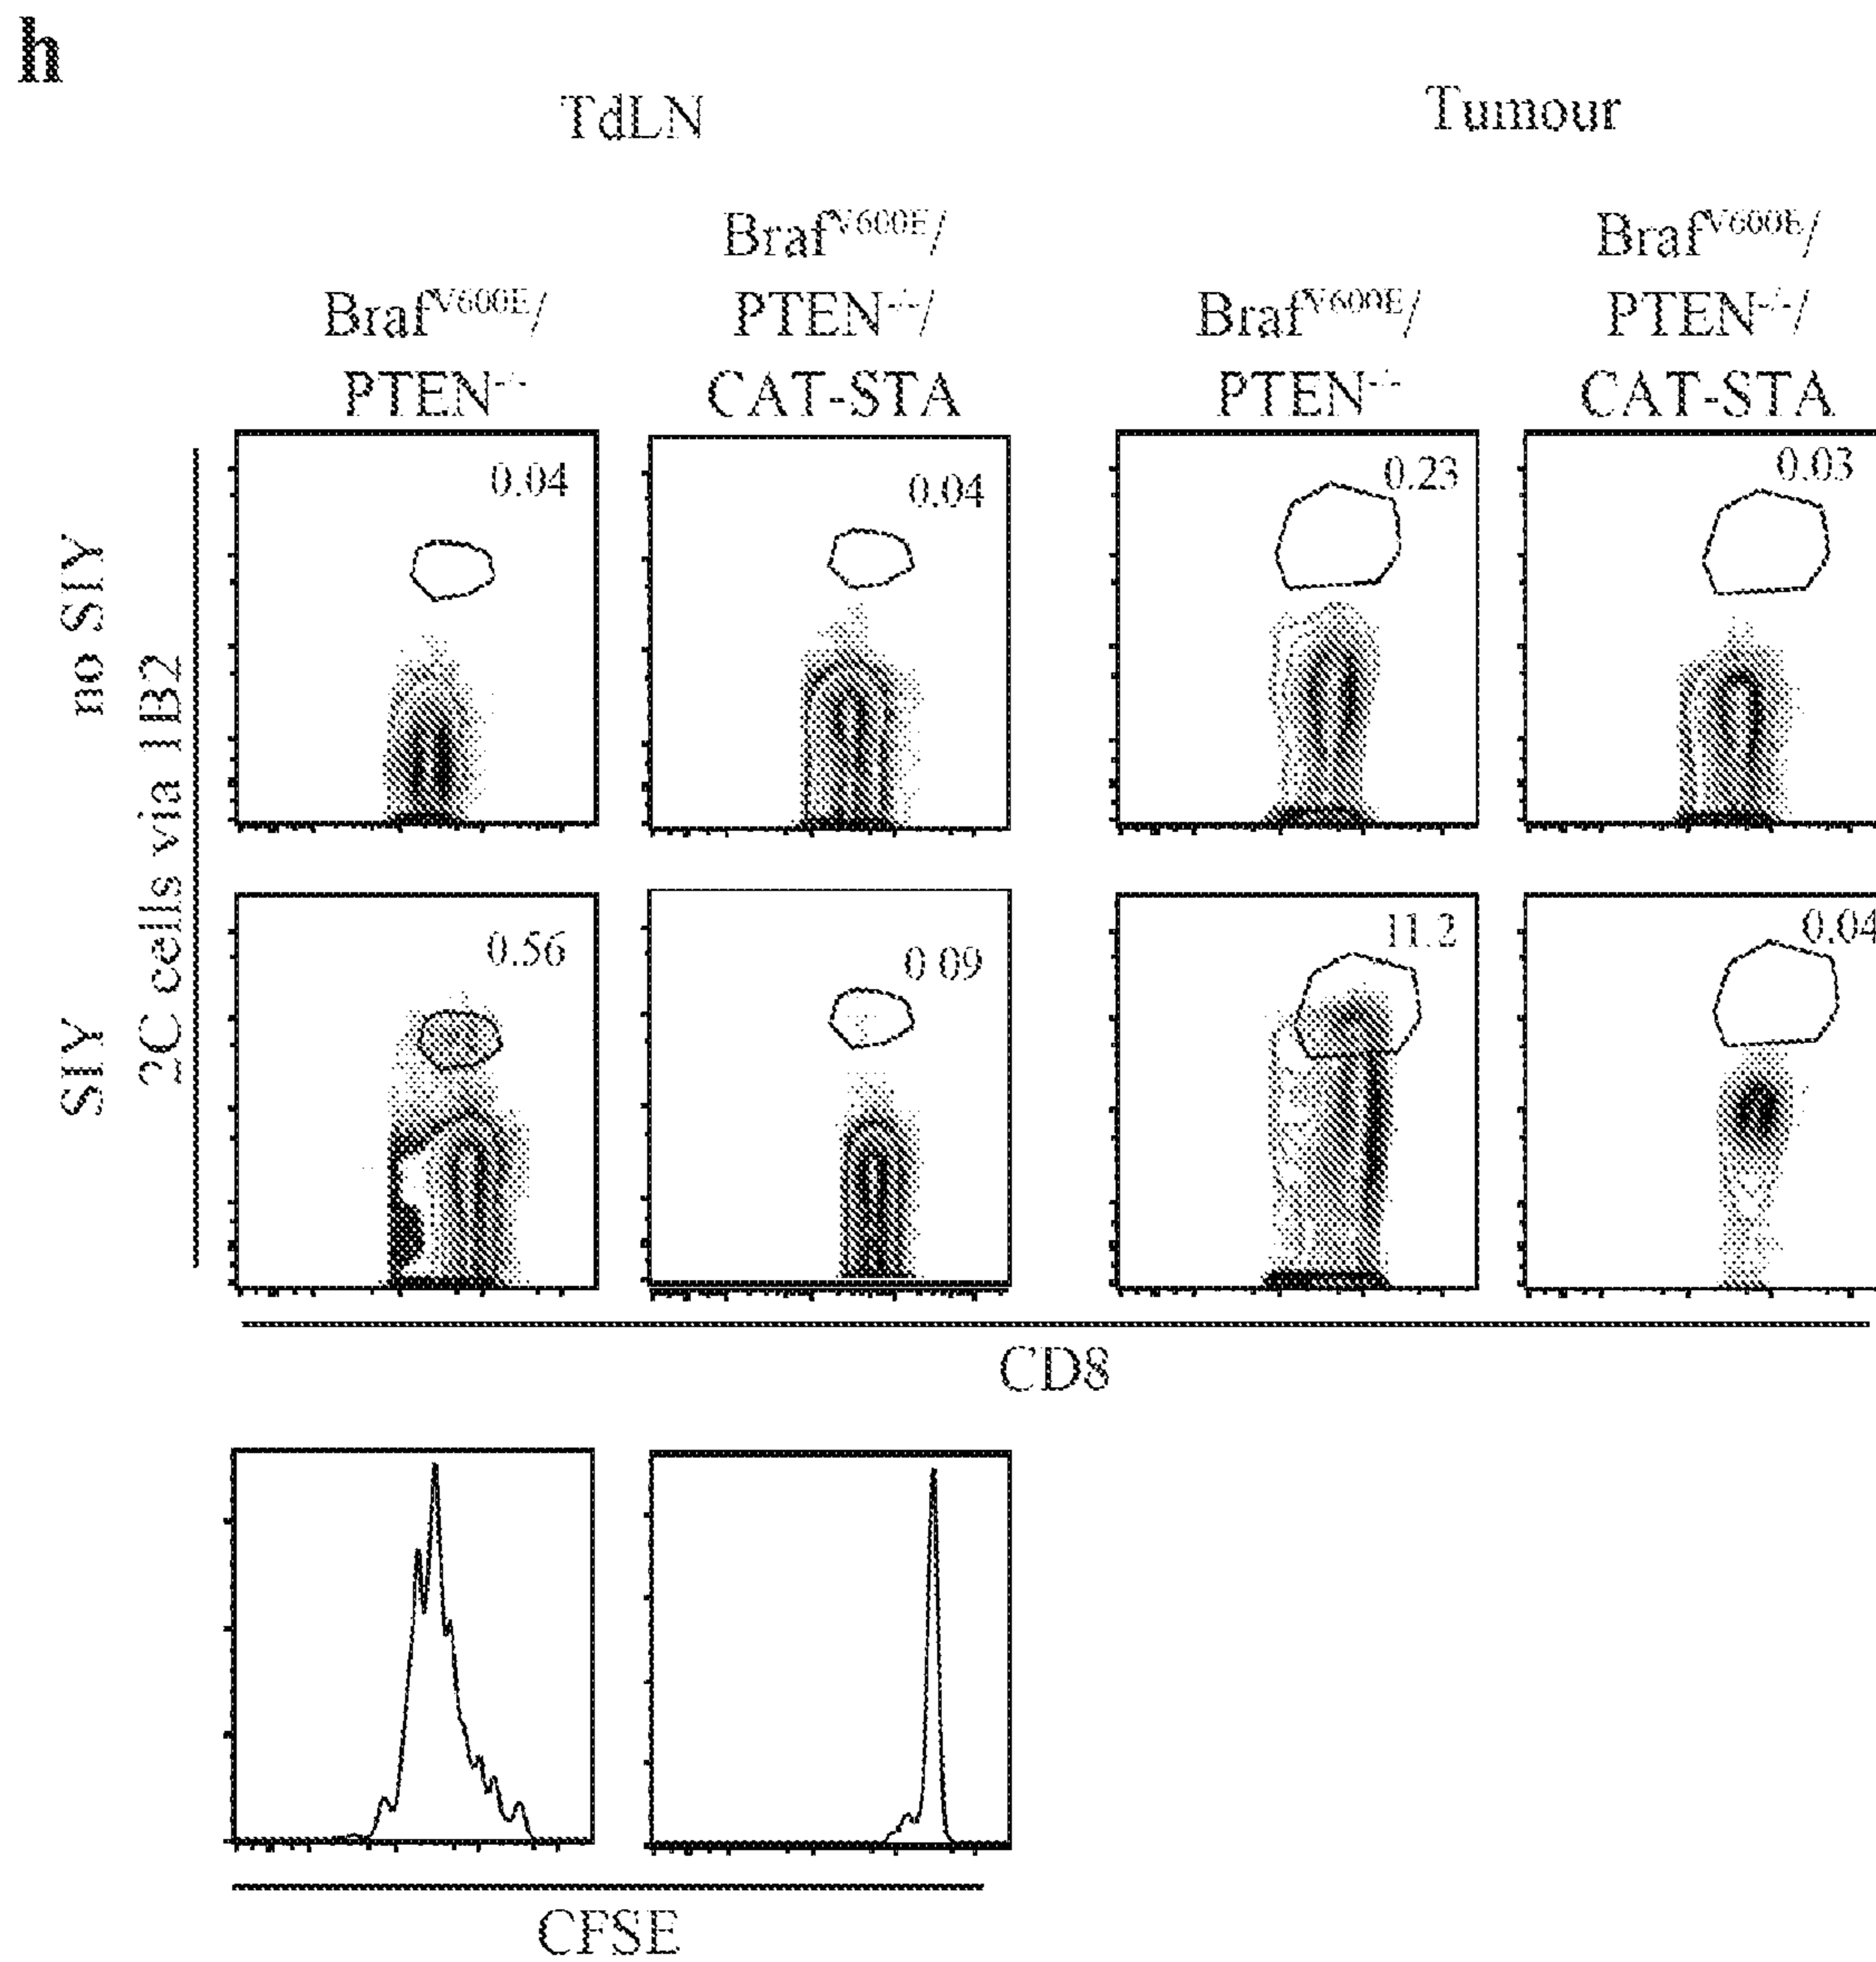 h
TdLN
Tumour
Braf^V600E/
PTEN^-/-
Braf^V600E/
PTEN^-/-/
CAT-STA
Braf^V600E/
PTEN^-/-
Braf^V600E/
PTEN^-/-/
CAT-STA
no SIY
0.04
0.04
0.23
0.03
2C cells via 1B2
SIY
0.56
0 09
11.2
0.04
CD8
CFSE